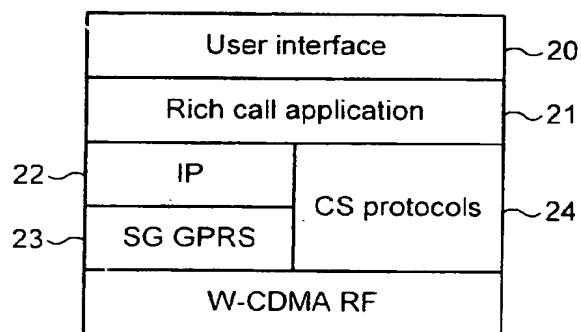 User interface 20
Rich call application 21
22 IP
CS protocols 24
23 SG GPRS
W-CDMA RF